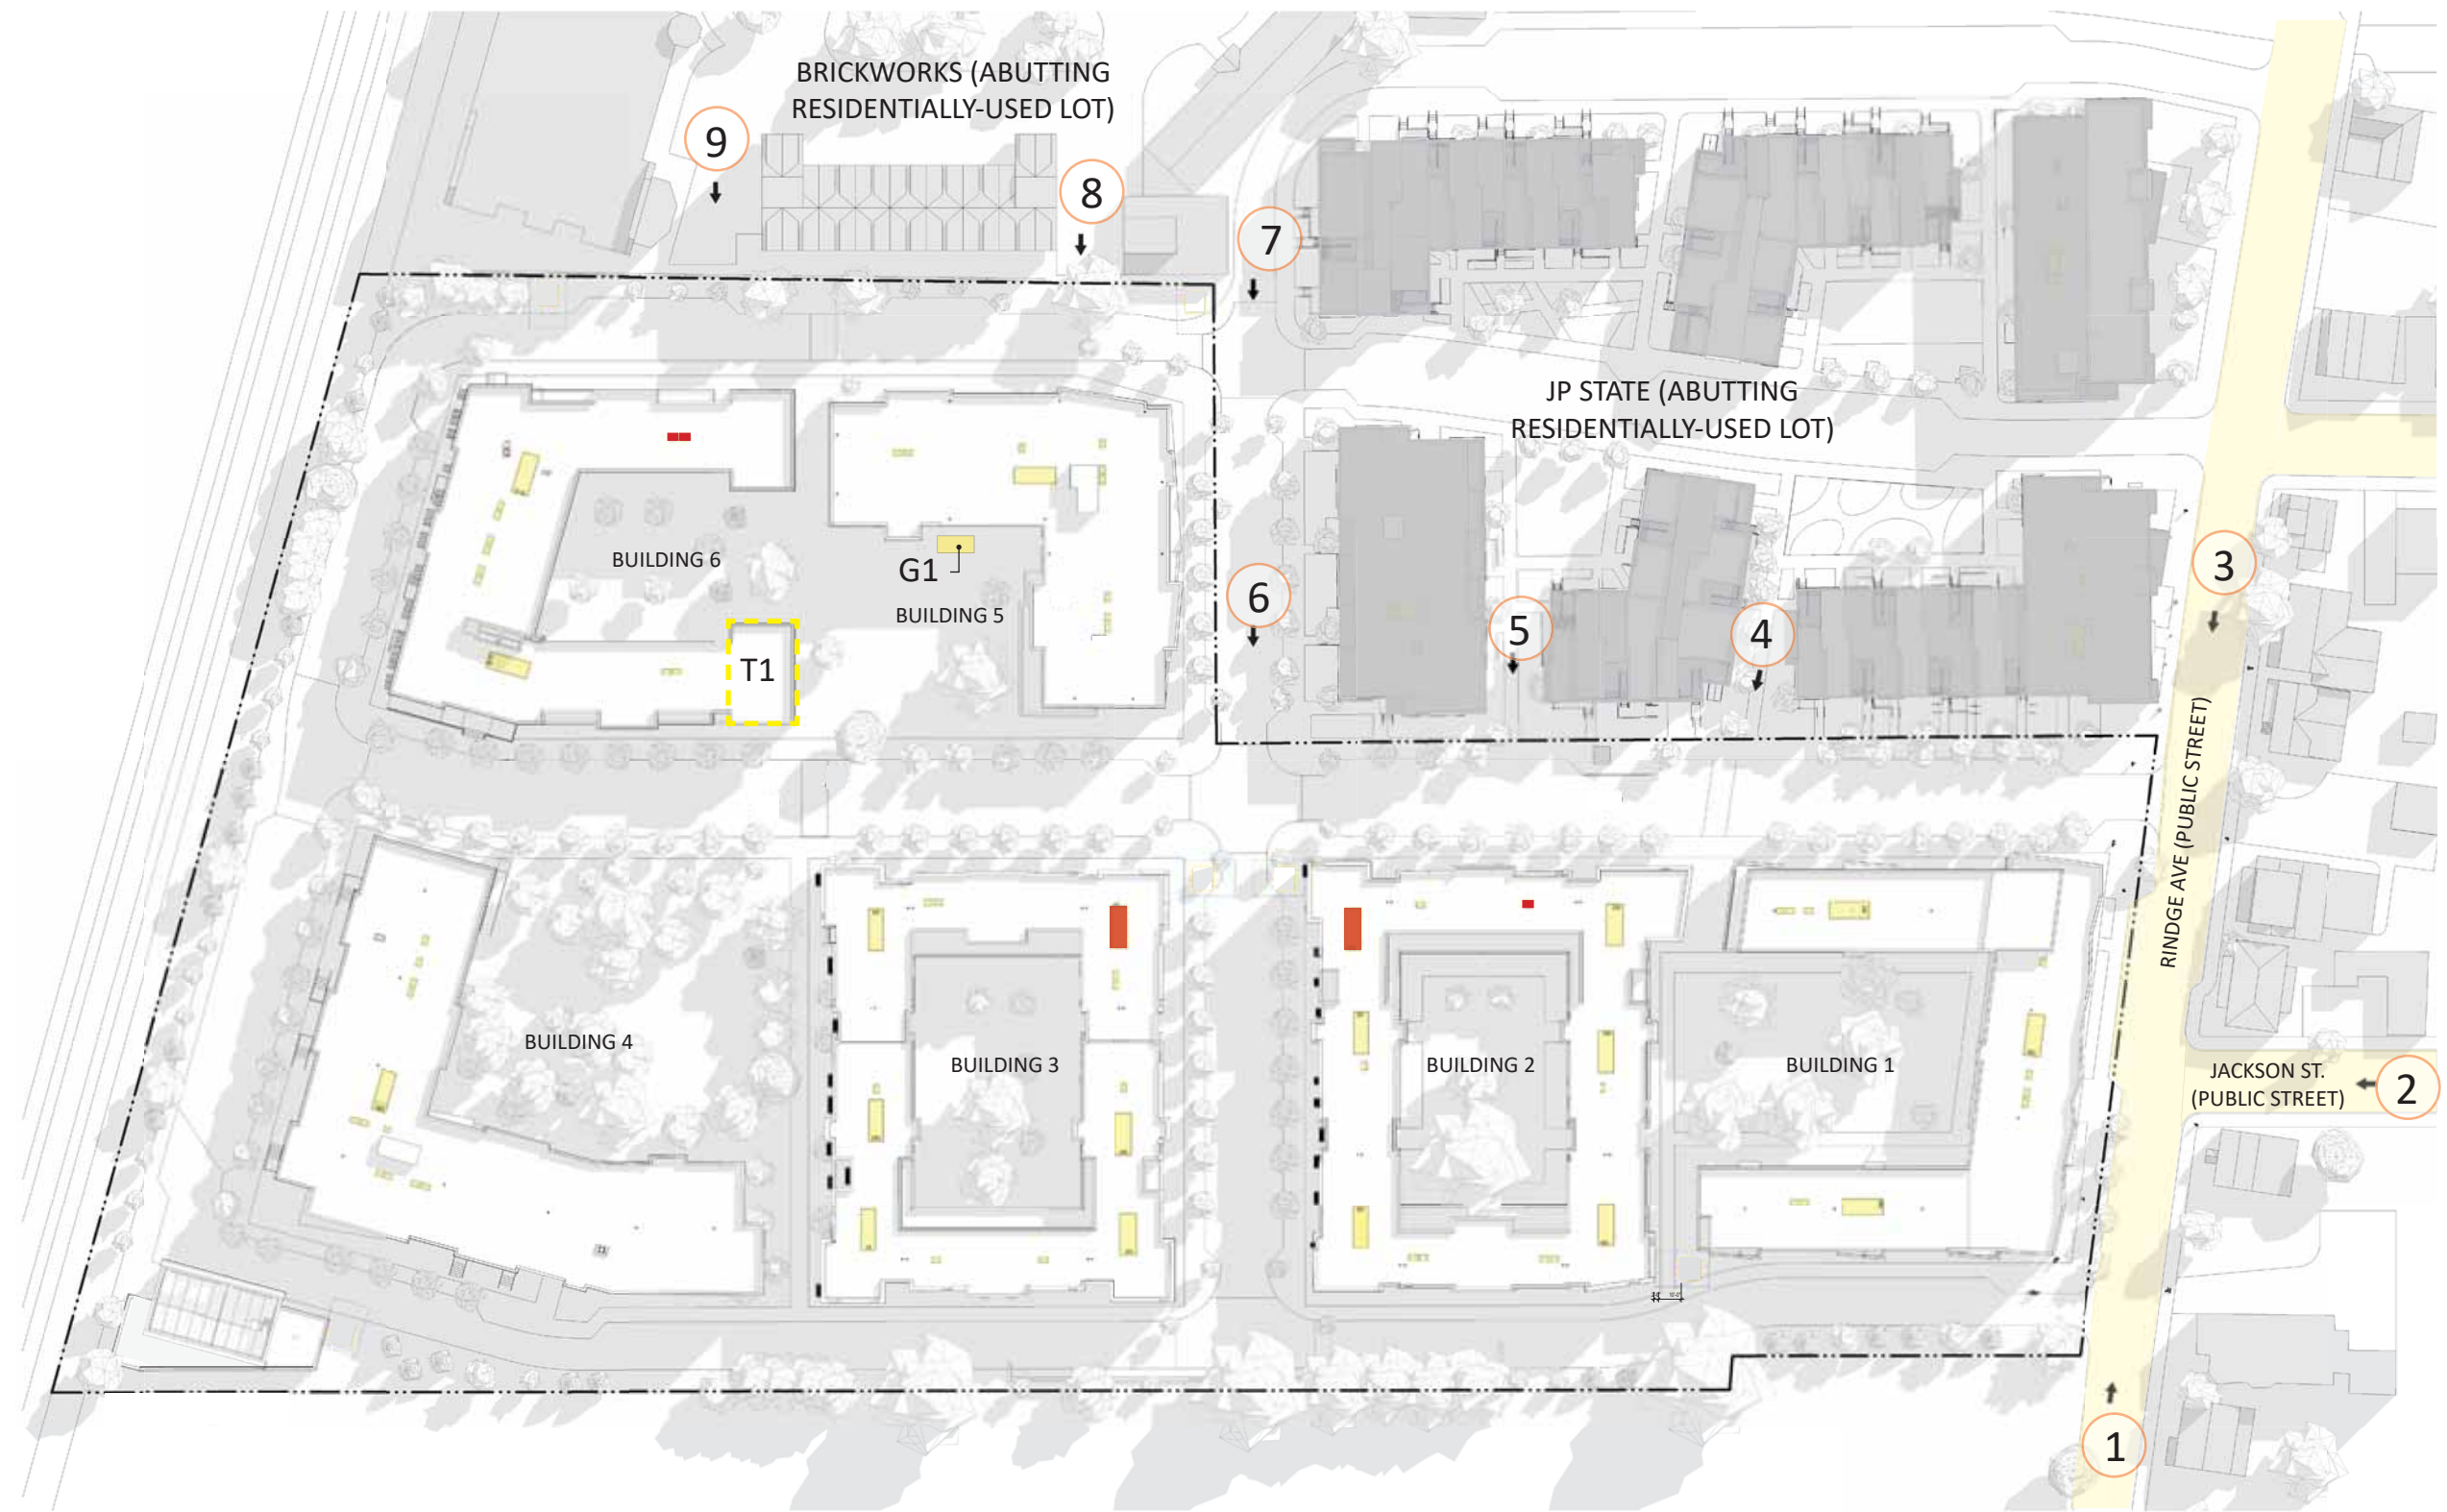 BRICKWORKS (ABUTTING
RESIDENTIALLY-USED LOT)
9
8
7
JP STATE (ABUTTING
RESIDENTIALLY-USED LOT)
BUILDING 6
G1
BUILDING 5
T1
6
5
4
3
RINDGE AVE (PUBLIC STREET)
BUILDING 4
BUILDING 3
BUILDING 2
BUILDING 1
JACKSON ST.
(PUBLIC STREET)
2
1